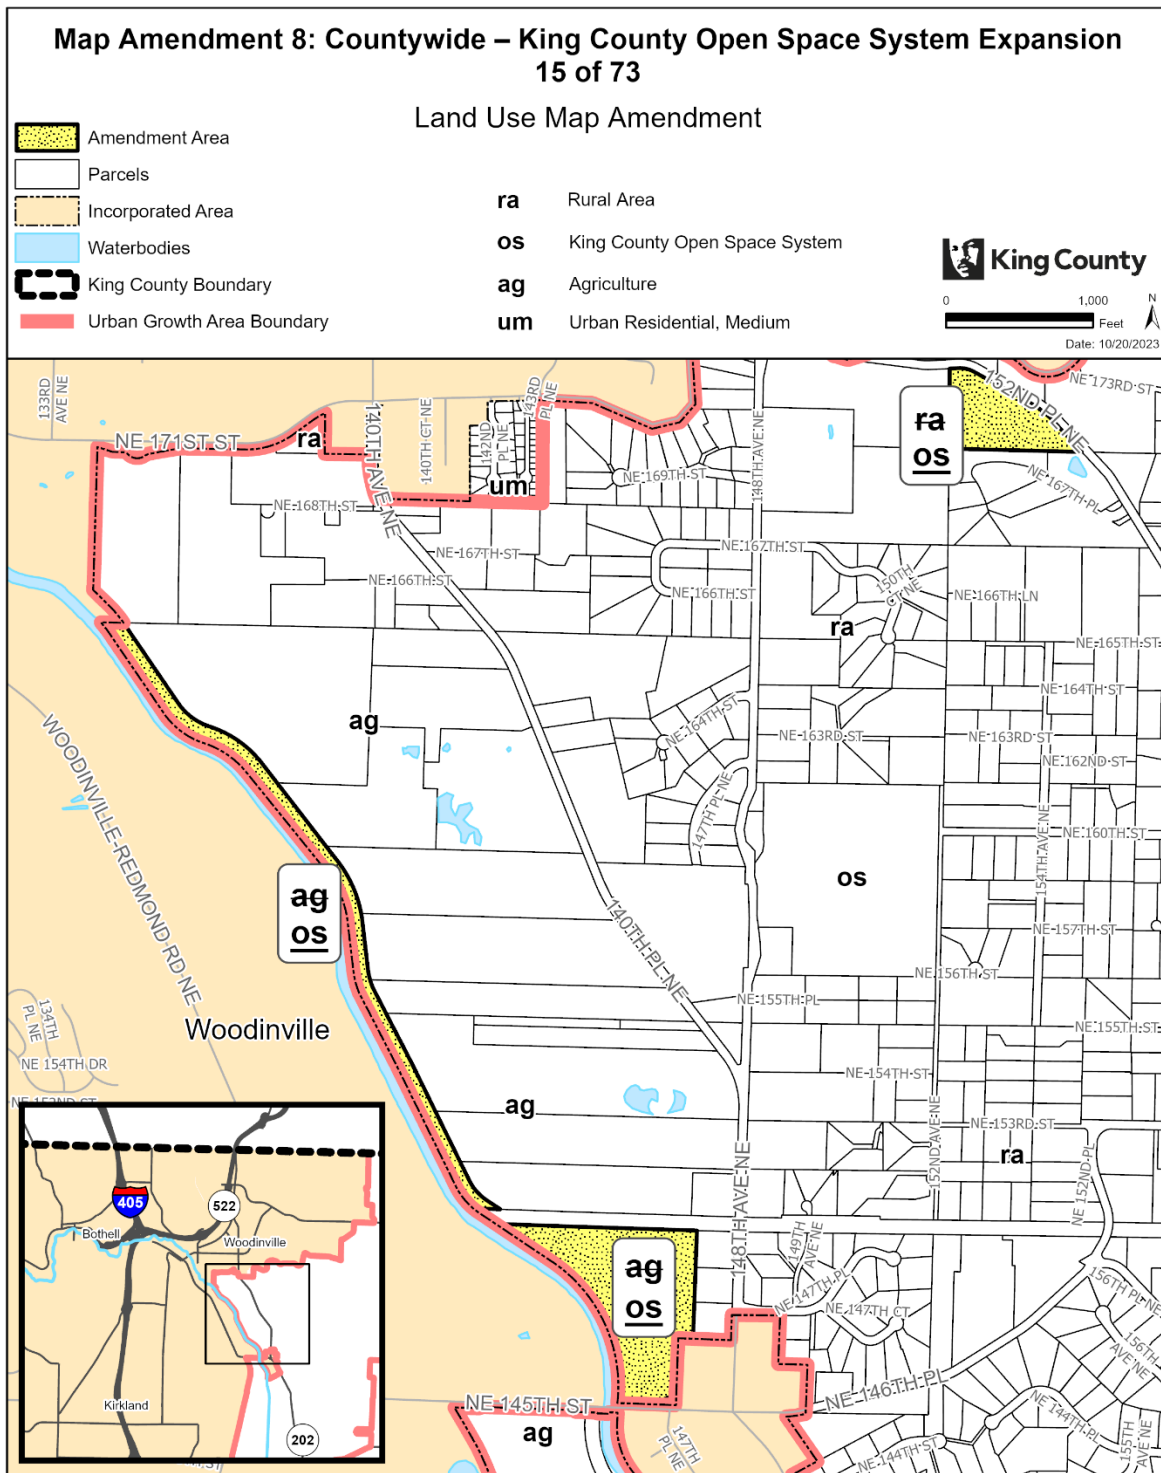 Map Amendment 8: Countywide – King County Open Space System Expansion
15 of 73
Land Use Map Amendment
Amendment Area
Parcels
Incorporated Area
Waterbodies
King County Boundary
Urban Growth Area Boundary
ra Rural Area
os King County Open Space System
ag Agriculture
um Urban Residential, Medium
King County
0 1,000
Feet
N
Date: 10/20/2023
133RD
AVE NE
NE 171ST ST
ra
140TH AVE NE
140TH CT NE
142ND
PL NE
143RD
PL NE
um
148TH AVE NE
ra
os
152ND PL NE
NE 173RD ST
NE 169TH ST
NE 168TH ST
NE 167TH PL
NE 167TH ST
NE 167TH ST
NE 166TH ST
NE 166TH ST
150TH
CT NE
NE 166TH LN
ra
NE 165TH ST
NE 164TH ST
NE 164TH ST
ag
NE 163RD ST
NE 163RD ST
NE 162ND ST
WOODINVILLE-REDMOND RD NE
147TH PL NE
NE 160TH ST
154TH AVE NE
os
ag
os
140TH PL NE
NE 157TH ST
NE 156TH ST
NE 155TH PL
NE 155TH ST
134TH
PL NE
Woodinville
NE 154TH DR
NE 154TH ST
NE 152ND ST
ag
152ND AVE NE
NE 153RD ST
ra
NE 152ND PL
148TH AVE NE
149TH
AVE NE
ag
os
NE 147TH PL
NE 147TH CT
156TH PL NE
156TH
AVE NE
NE 146TH PL
NE 145TH ST
ag
147TH
PL NE
NE 144TH ST
NE 144TH PL
155TH
AVE NE
405
522
Bothell
Woodinville
Kirkland
202